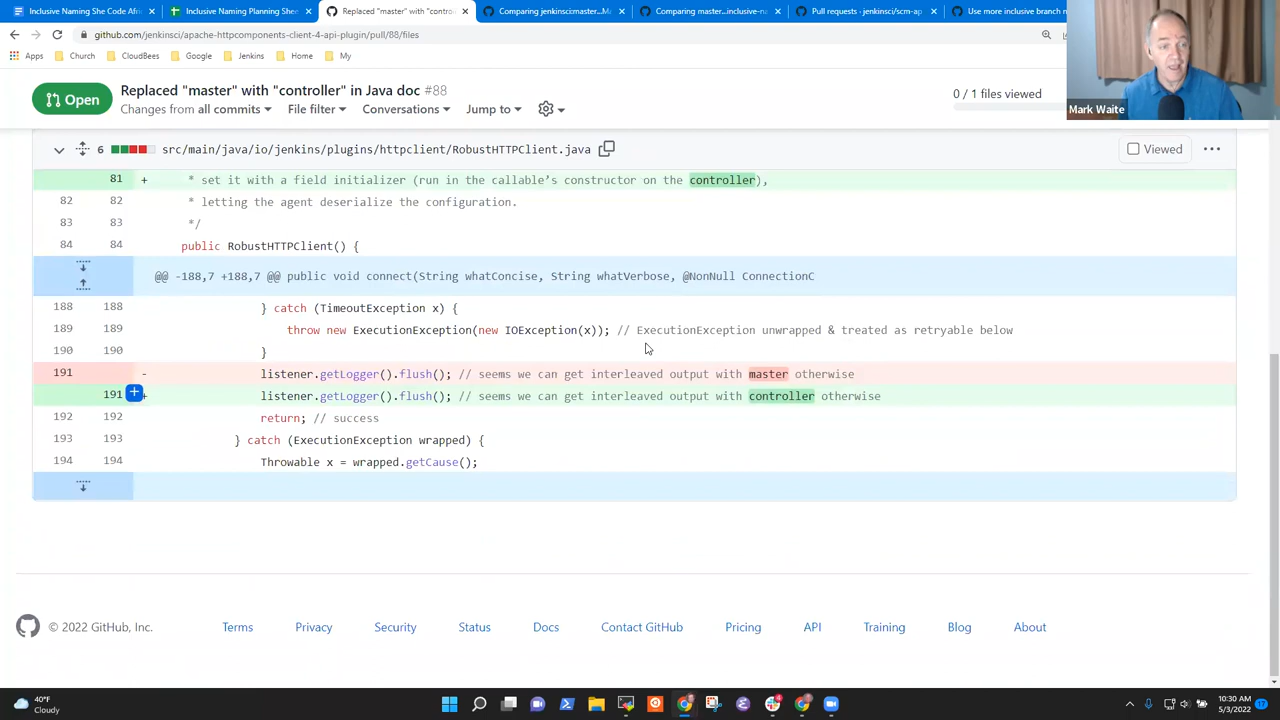 Inclusive Naming She Code Afri
Inclusive Naming Planning Shee
Replaced "master" with "contro
Comparing jenkinsci:master...M
Comparing master...inclusive-na
Pull requests · jenkinsci/scm-ap
Use more inclusive branch n
github.com/jenkinsci/apache-httpcomponents-client-4-api-plugin/pull/88/files
Apps
Church
CloudBees
Google
Jenkins
Home
My
Mark Waite
Open
Replaced "master" with "controller" in Java doc #88
Changes from all commits
File filter
Conversations
Jump to
0 / 1 files viewed
6 src/main/java/io/jenkins/plugins/httpclient/RobustHTTPClient.java
Viewed
81 + * set it with a field initializer (run in the callable's constructor on the controller),
82 82 * letting the agent deserialize the configuration.
83 83 */
84 84 public RobustHTTPClient() {
@@ -188,7 +188,7 @@ public void connect(String whatConcise, String whatVerbose, @NonNull ConnectionC
188 188 } catch (TimeoutException x) {
189 189 throw new ExecutionException(new IOException(x)); // ExecutionException unwrapped & treated as retryable below
190 190 }
191 - listener.getLogger().flush(); // seems we can get interleaved output with master otherwise
191 + listener.getLogger().flush(); // seems we can get interleaved output with controller otherwise
192 192 return; // success
193 193 } catch (ExecutionException wrapped) {
194 194 Throwable x = wrapped.getCause();
© 2022 GitHub, Inc.
Terms
Privacy
Security
Status
Docs
Contact GitHub
Pricing
API
Training
Blog
About
40°F
Cloudy
10:30 AM
5/3/2022